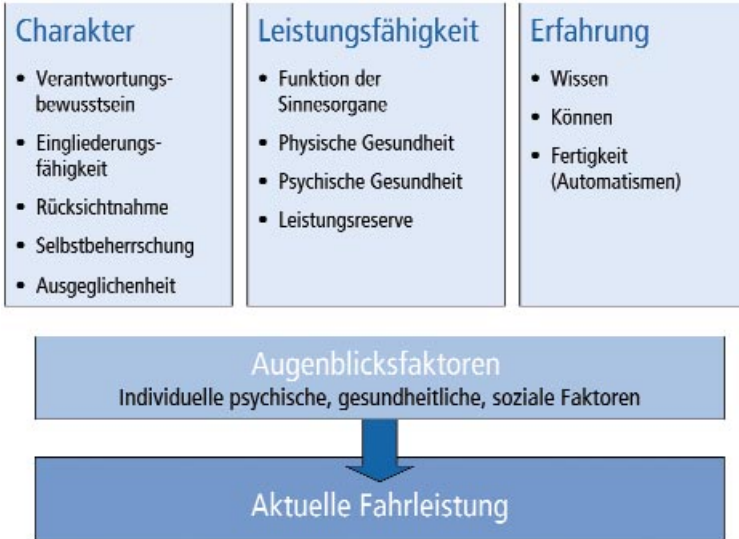 Charakter
• Verantwortungs-
bewusstsein
• Eingliederungs-
fähigkeit
• Rücksichtnahme
• Selbstbeherrschung
• Ausgeglichenheit
Leistungsfähigkeit
• Funktion der
Sinnesorgane
• Physische Gesundheit
• Psychische Gesundheit
• Leistungsreserve
Erfahrung
• Wissen
• Können
• Fertigkeit
(Automatismen)
Augenblicksfaktoren
Individuelle psychische, gesundheitliche, soziale Faktoren
Aktuelle Fahrleistung